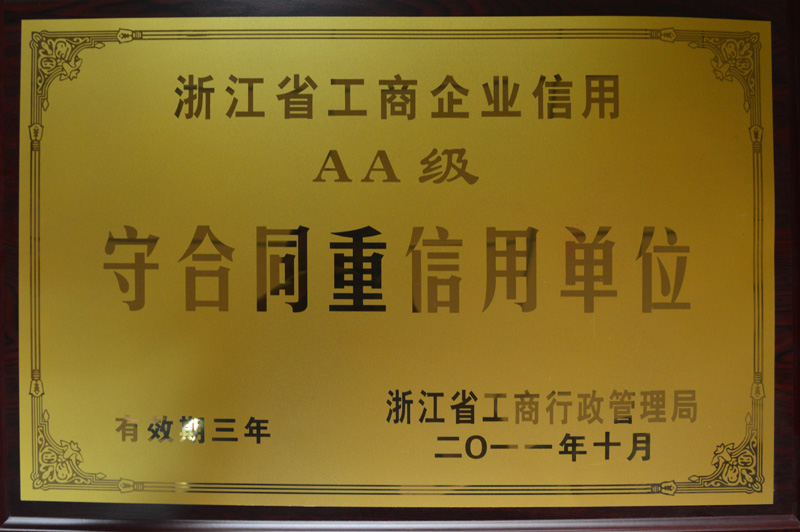 浙江省工商企业信用
AA级
守合同重信用单位
有效期三年
浙江省工商行政管理局
二〇一一年十月